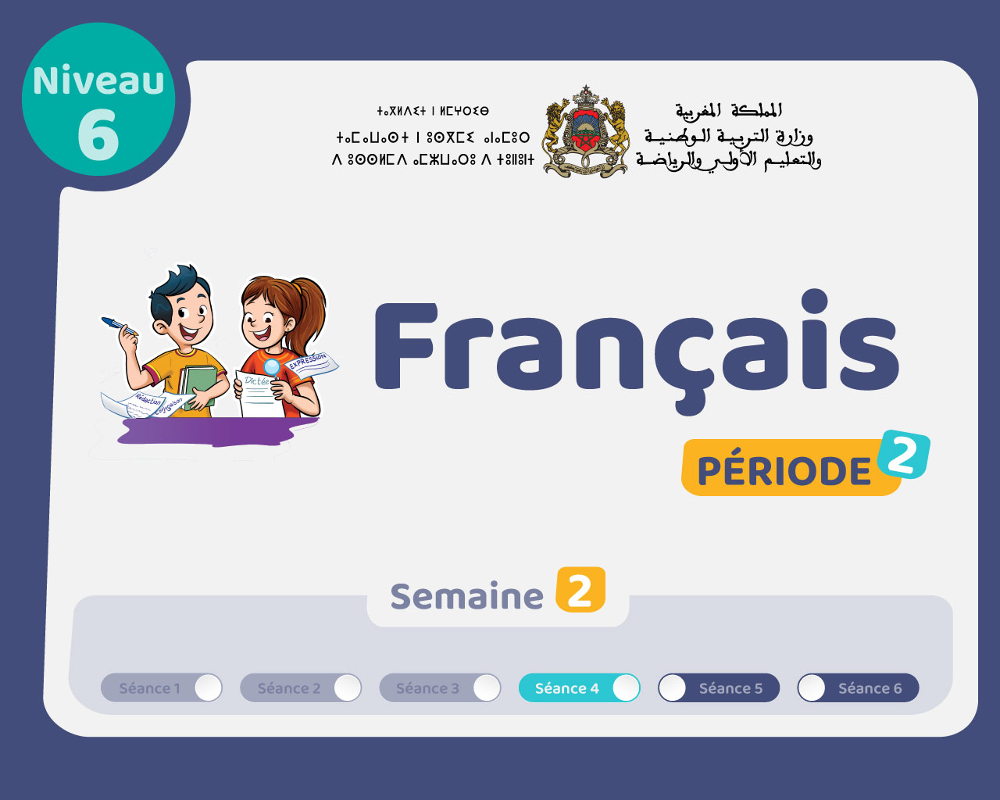 Niveau
6
ⵜⴰⴳⵍⴷⵉⵜ ⵏ ⵍⵎⵖⵔⵉⴱ
ⵜⴰⵎⴰⵡⴰⵙⵜ ⵏ ⵓⵙⴳⵎⵉ ⴰⵏⴰⵎⵓⵔ
ⴷ ⵓⵙⵙⵍⵎⴷ ⴰⵎⵣⵡⴰⵔⵓ ⴷ ⵜⵓⵏⵏⵓⵏⵜ
المملكة المغربية
وزارة التربية الوطنية
والتعليم الأولي والرياضة
EXPRESSION
Dictée
Rédaction
Conjugaison
Français
PÉRIODE 2
Semaine 2
Séance 1 Séance 2 Séance 3 Séance 4 Séance 5 Séance 6